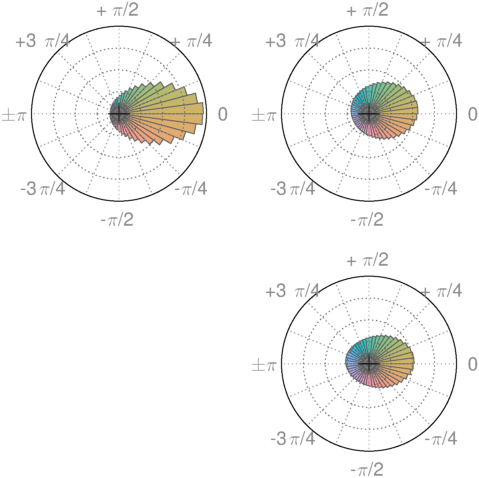 + π/2 + π/2
+3 π/4 + π/4 +3 π/4 + π/4
±π 0 ±π 0
-3 π/4 -π/4 -3 π/4 -π/4
-π/2 -π/2
+ π/2
+3 π/4 + π/4
±π 0
-3 π/4 -π/4
-π/2